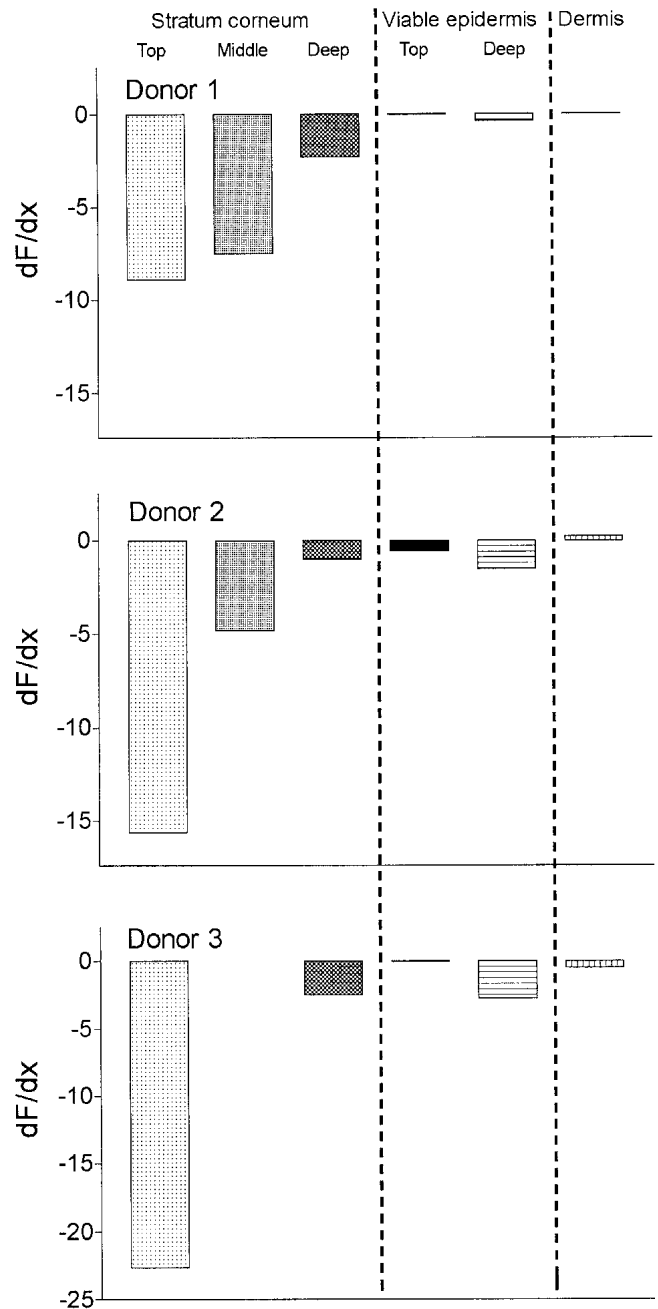 Stratum corneum Viable epidermis Dermis
Top Middle Deep Top Deep
Donor 1
0
-5
-10
-15
dF/dx
Donor 2
0
-5
-10
-15
dF/dx
Donor 3
0
-5
-10
-15
-20
-25
dF/dx